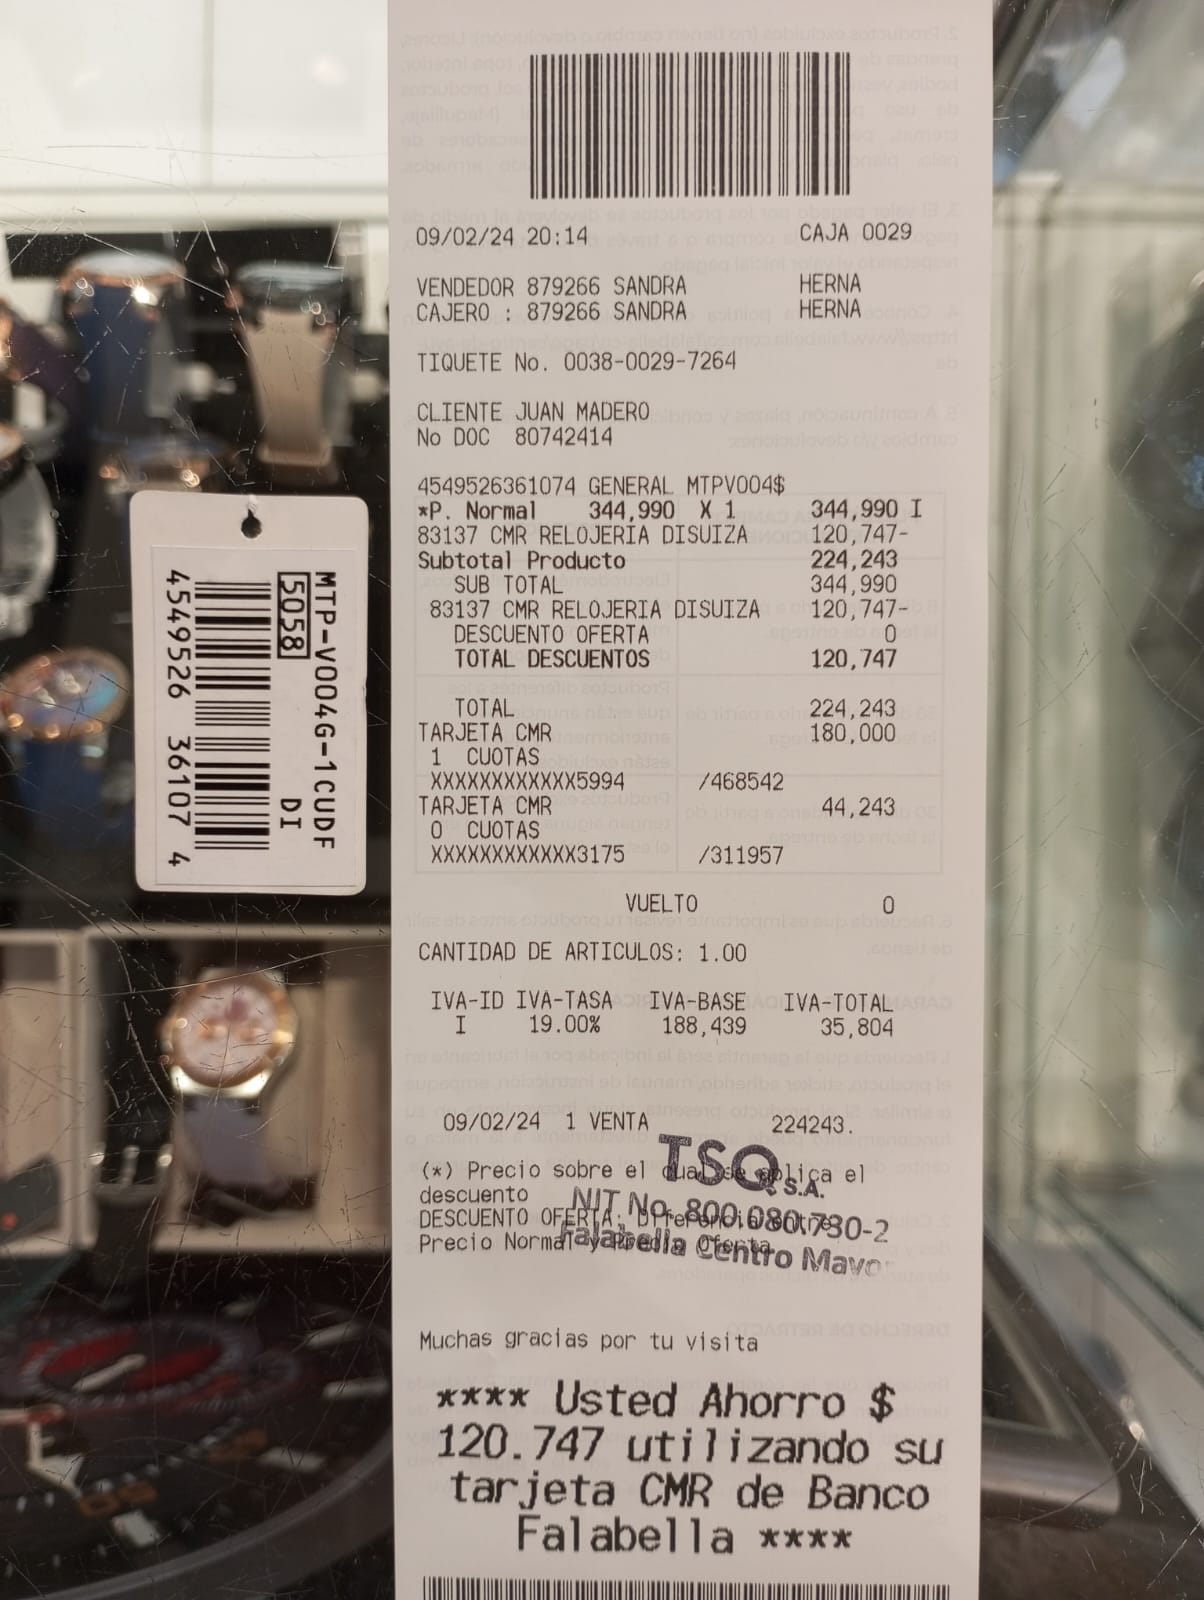 09/02/24 20:14 CAJA 0029
VENDEDOR 879266 SANDRA HERNA
CAJERO : 879266 SANDRA HERNA
TIQUETE No. 0038-0029-7264
CLIENTE JUAN MADERO
No DOC 80742414
4549526361074 GENERAL MTPV004$
*P. Normal 344,990 X 1 344,990 I
83137 CMR RELOJERIA DISUIZA 120,747-
Subtotal Producto 224,243
SUB TOTAL 344,990
83137 CMR RELOJERIA DISUIZA 120,747-
DESCUENTO OFERTA 0
TOTAL DESCUENTOS 120,747
TOTAL 224,243
TARJETA CMR 180,000
1 CUOTAS
XXXXXXXXXXXX5994 /468542
TARJETA CMR 44,243
0 CUOTAS
XXXXXXXXXXXX3175 /311957
VUELTO 0
CANTIDAD DE ARTICULOS: 1.00
IVA-ID IVA-TASA IVA-BASE IVA-TOTAL
I 19.00% 188,439 35,804
09/02/24 1 VENTA 224243.
(*) Precio sobre el cual se aplica el
descuento
DESCUENTO OFERTA: Diferencia entre
Precio Normal y Precio Oferta
TSQ S.A.
NIT No. 800.080.730-2
Falabella Centro Mayo
Muchas gracias por tu visita
**** Usted Ahorro $
120.747 utilizando su
tarjeta CMR de Banco
Falabella ****
MTP-V004G-1CUDF
5058 DI
4549526 36107 4